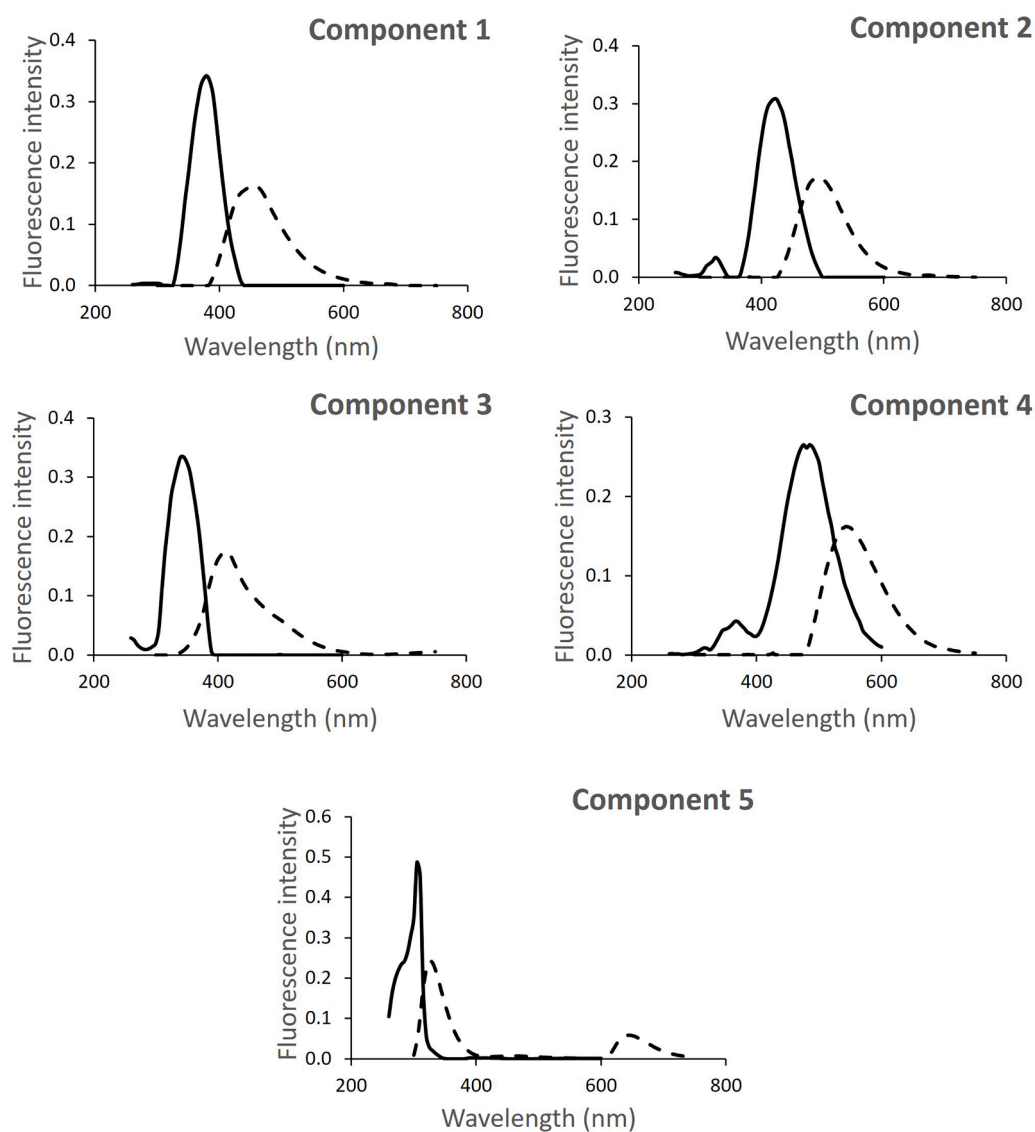 Component 1
Fluorescence intensity
0.4
0.3
0.2
0.1
0.0
200 400 600 800
Wavelength (nm)
Component 2
Fluorescence intensity
0.4
0.3
0.2
0.1
0.0
200 400 600 800
Wavelength (nm)
Component 3
Fluorescence intensity
0.4
0.3
0.2
0.1
0.0
200 400 600 800
Wavelength (nm)
Component 4
Fluorescence intensity
0.3
0.2
0.1
0.0
200 400 600 800
Wavelength (nm)
Component 5
Fluorescence intensity
0.6
0.5
0.4
0.3
0.2
0.1
0.0
200 400 600 800
Wavelength (nm)